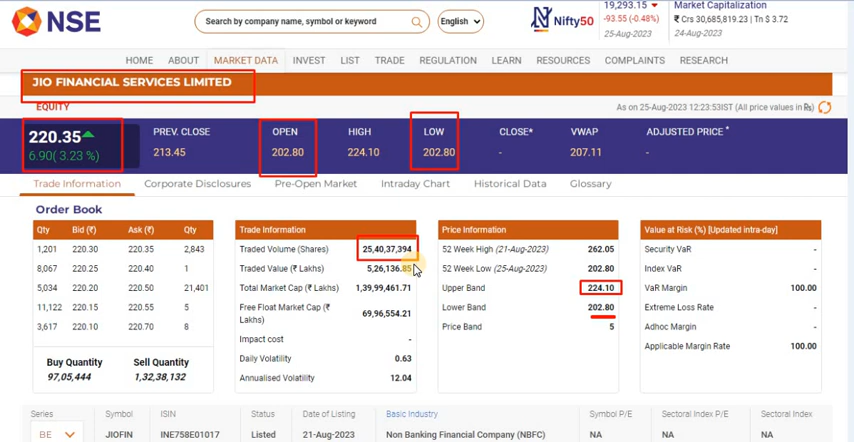 NSE
Search by company name, symbol or keyword
English
Nifty50
19,293.15
-93.55 (-0.48%)
25-Aug-2023
Market Capitalization
₹ Crs 30,685,819.23 | Tn $ 3.72
24-Aug-2023
HOME ABOUT MARKET DATA INVEST LIST TRADE REGULATION LEARN RESOURCES COMPLAINTS RESEARCH
JIO FINANCIAL SERVICES LIMITED
EQUITY
As on 25-Aug-2023 12:23:53IST (All price values in ₨)
220.35
6.90( 3.23 %)
PREV. CLOSE OPEN HIGH LOW CLOSE* VWAP ADJUSTED PRICE*
213.45 202.80 224.10 202.80 - 207.11 -
Trade Information Corporate Disclosures Pre-Open Market Intraday Chart Historical Data Glossary
Order Book
Qty Bid (₹) Ask (₹) Qty
1,201 220.30 220.35 2,843
8,067 220.25 220.40 1
5,034 220.20 220.50 21,401
11,122 220.15 220.55 5
3,617 220.10 220.70 8
Buy Quantity Sell Quantity
97,05,444 1,32,38,132
Trade Information
Traded Volume (Shares) 25,40,37,394
Traded Value (₹ Lakhs) 5,26,136.85
Total Market Cap (₹ Lakhs) 1,39,99,461.71
Free Float Market Cap (₹
Lakhs) 69,96,554.21
Impact cost -
Daily Volatility 0.63
Annualised Volatility 12.04
Price Information
52 Week High (21-Aug-2023) 262.05
52 Week Low (25-Aug-2023) 202.80
Upper Band 224.10
Lower Band 202.80
Price Band 5
Value at Risk (%) [Updated intra-day]
Security VaR -
Index VaR -
VaR Margin 100.00
Extreme Loss Rate -
Adhoc Margin -
Applicable Margin Rate 100.00
Series Symbol ISIN Status Date of Listing Basic Industry Symbol P/E Sectoral Index P/E Sectoral Index
BE JIOFIN INE758E01017 Listed 21-Aug-2023 Non Banking Financial Company (NBFC) NA NA NA